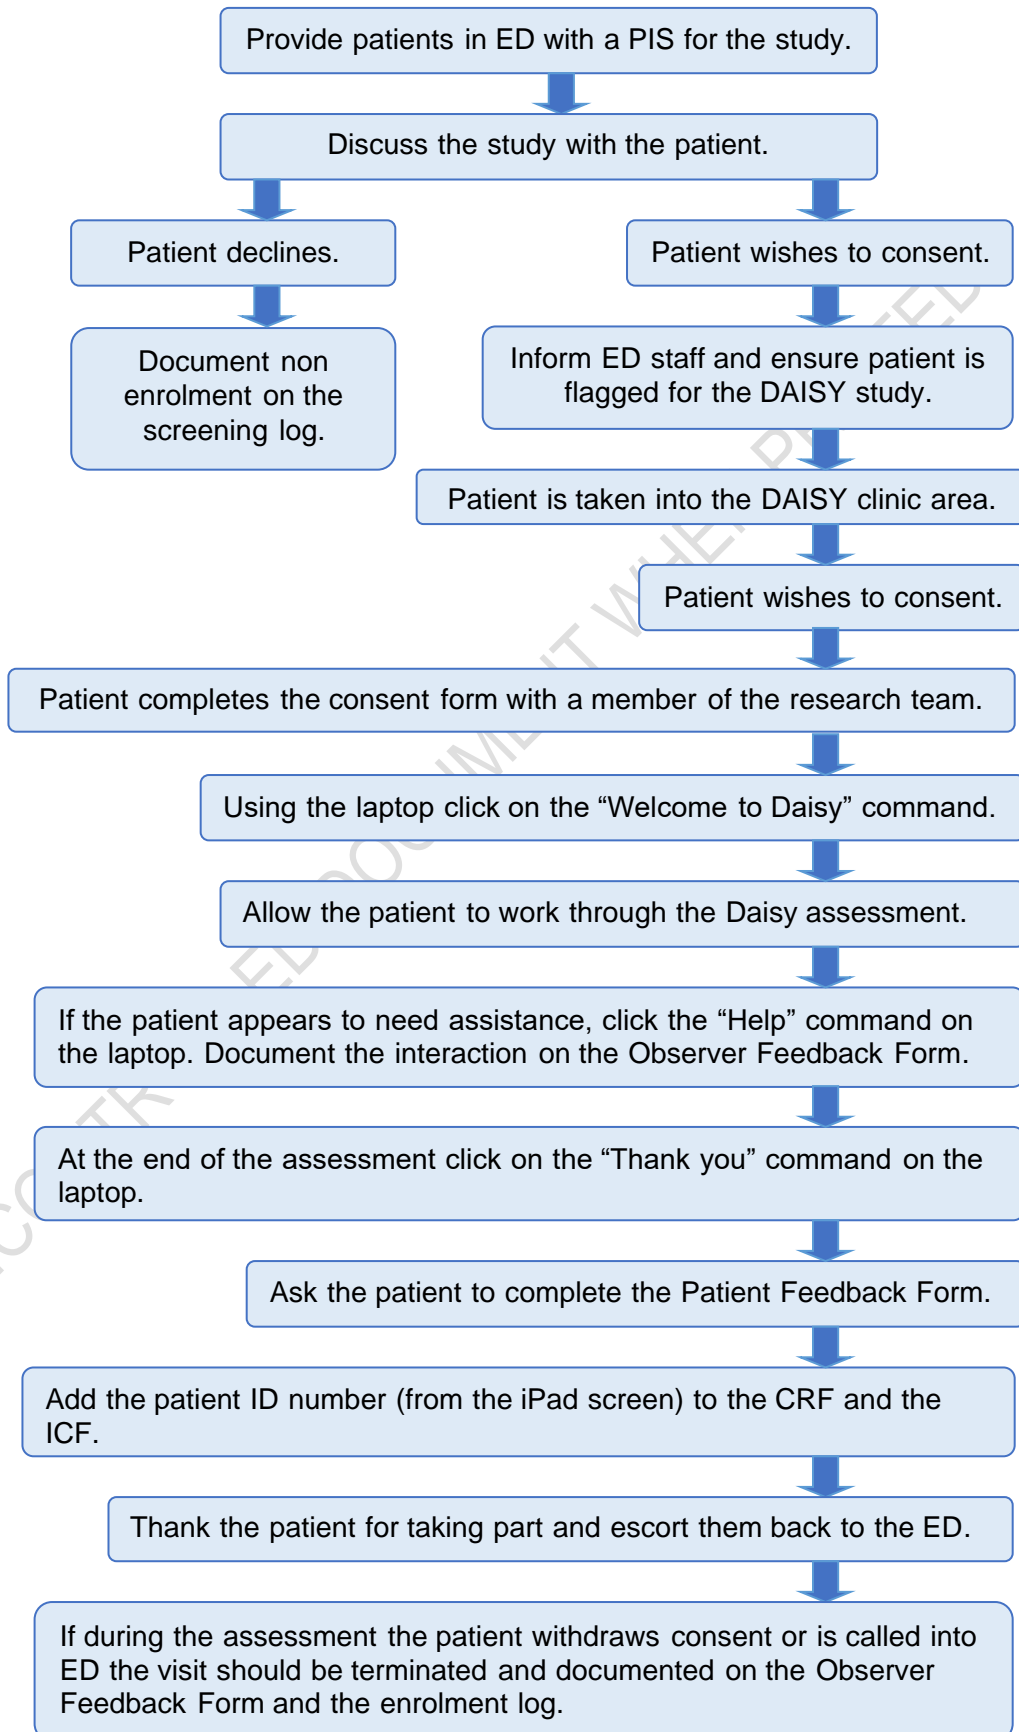 Provide patients in ED with a PIS for the study.
Discuss the study with the patient.
Patient declines.
Patient wishes to consent.
Document non
enrolment on the
screening log.
Inform ED staff and ensure patient is
flagged for the DAISY study.
Patient is taken into the DAISY clinic area.
Patient wishes to consent.
Patient completes the consent form with a member of the research team.
Using the laptop click on the “Welcome to Daisy” command.
Allow the patient to work through the Daisy assessment.
If the patient appears to need assistance, click the “Help” command on
the laptop. Document the interaction on the Observer Feedback Form.
At the end of the assessment click on the “Thank you” command on the
laptop.
Ask the patient to complete the Patient Feedback Form.
Add the patient ID number (from the iPad screen) to the CRF and the
ICF.
Thank the patient for taking part and escort them back to the ED.
If during the assessment the patient withdraws consent or is called into
ED the visit should be terminated and documented on the Observer
Feedback Form and the enrolment log.